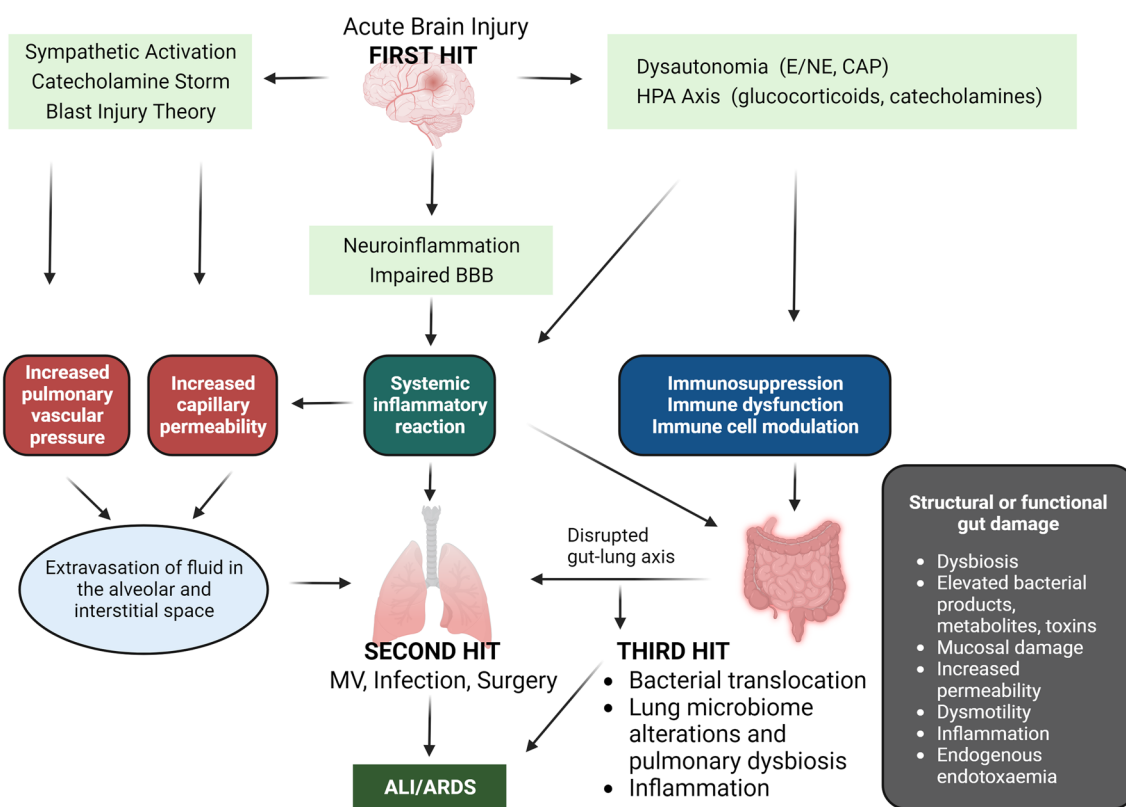 Acute Brain Injury
FIRST HIT
Sympathetic Activation
Catecholamine Storm
Blast Injury Theory
Dysautonomia (E/NE, CAP)
HPA Axis (glucocorticoids, catecholamines)
Neuroinflammation
Impaired BBB
Increased
pulmonary
vascular
pressure
Increased
capillary
permeability
Systemic
inflammatory
reaction
Immunosuppression
Immune dysfunction
Immune cell modulation
Extravasation of fluid in
the alveolar and
interstitial space
Disrupted
gut-lung axis
Structural or functional
gut damage
• Dysbiosis
• Elevated bacterial
products,
metabolites, toxins
• Mucosal damage
• Increased
permeability
• Dysmotility
• Inflammation
• Endogenous
endotoxaemia
SECOND HIT
MV, Infection, Surgery
THIRD HIT
• Bacterial translocation
• Lung microbiome
alterations and
pulmonary dysbiosis
• Inflammation
ALI/ARDS